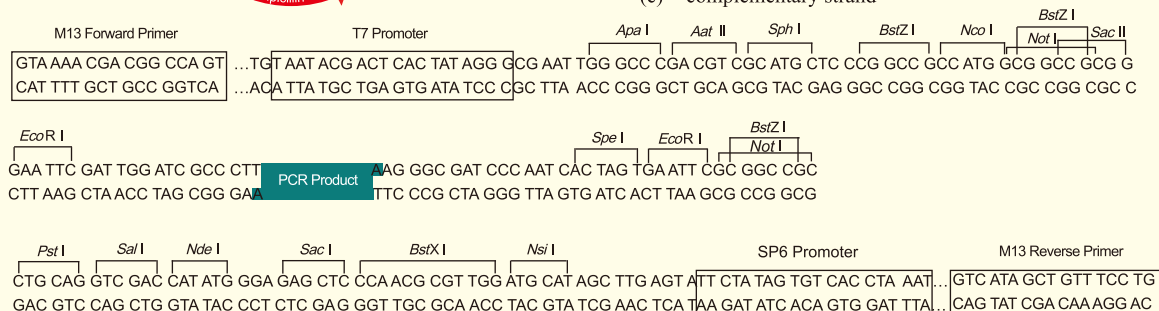 (c) complementary strand
M13 Forward Primer T7 Promoter Apa I Aat II Sph I BstZ I Nco I Not I BstZ I Sac II
GTA AAA CGA CGG CCA GT ...TGTAAT ACG ACT CAC TAT AGG GCG AAT TGG GCC CGA CGT CGC ATG CTC CCG GCC GCC ATG GCG GCC GCG G
CAT TTT GCT GCC GGTCA ...ACATTA TGC TGA GTG ATA TCC CGC TTA ACC CGG GCT GCA GCG TAC GAG GGC CGG CGG TAC CGC CGG CGC C
EcoR I Spe I EcoR I Not I BstZ I
GAA TTC GAT TGG ATC GCC CTT PCR Product AAG GGC GAT CCC AAT CAC TAG TGA ATT CGC GGC CGC
CTT AAG CTA ACC TAG CGG GAA TTC CCG CTA GGG TTA GTG ATC ACT TAA GCG CCG GCG
Pst I Sal I Nde I Sac I BstX I Nsi I SP6 Promoter M13 Reverse Primer
CTG CAG GTC GAC CAT ATG GGA GAG CTC CCA ACG CGT TGG ATG CAT AGC TTG AGT ATT CTA TAG TGT CAC CTA AAT... GTC ATA GCT GTT TCC TG
GAC GTC CAG CTG GTA TAC CCT CTC GAG GGT TGC GCA ACC TAC GTA TCG AAC TCA TAA GAT ATC ACA GTG GAT TTA... CAG TAT CGA CAA AGG AC